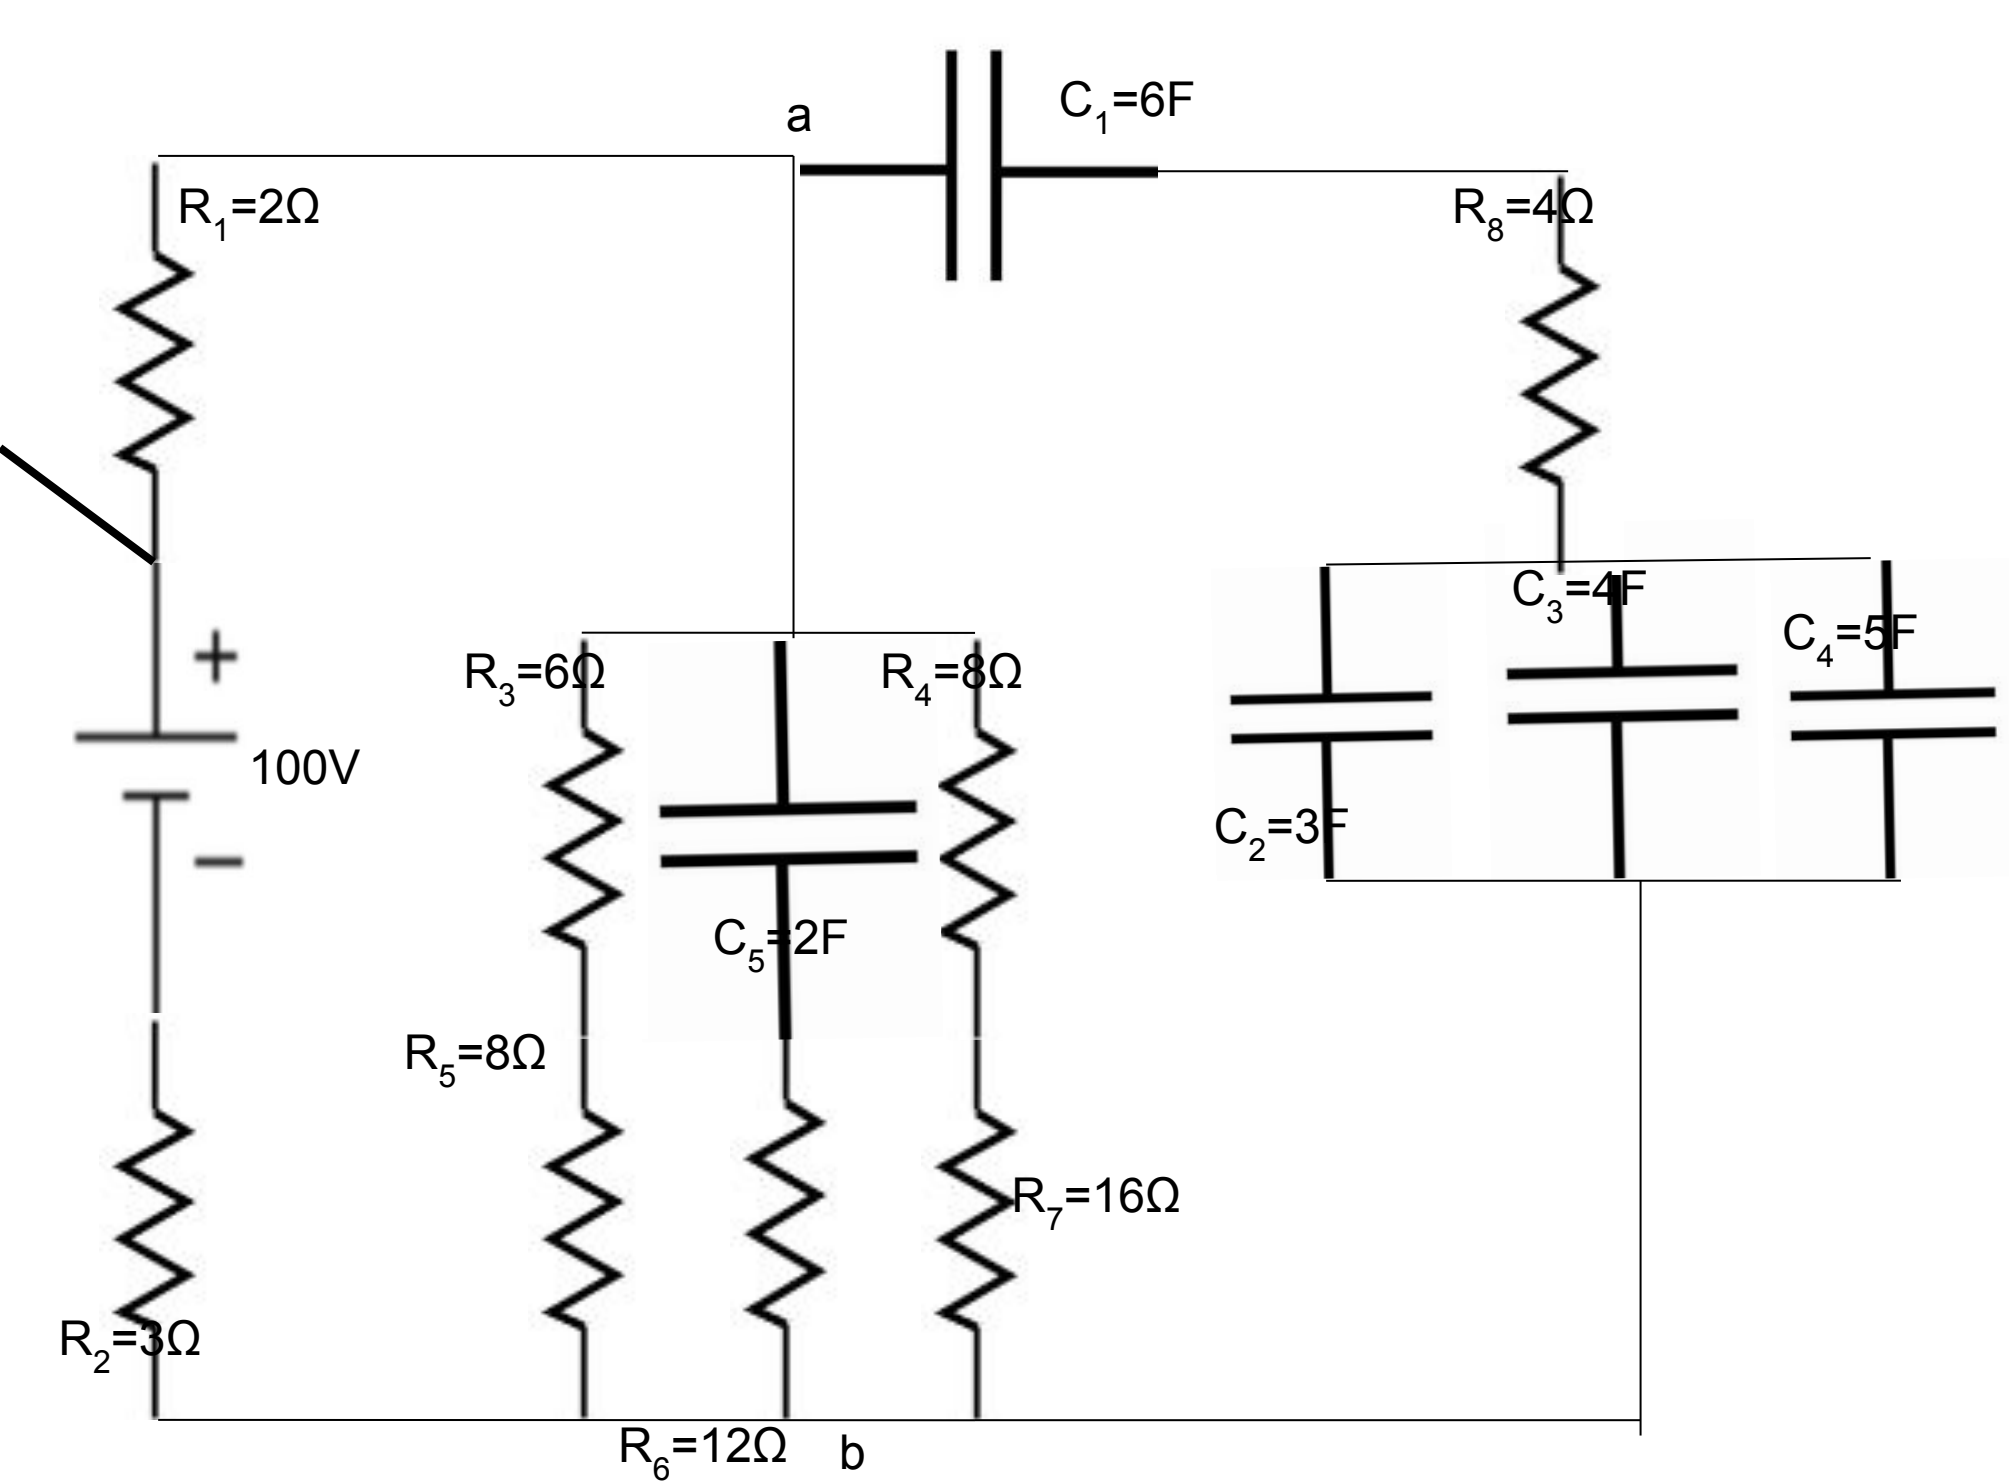 a
C₁=6F
R₁=2Ω
R₈=4Ω
C₃=4F
C₄=5F
R₃=6Ω
R₄=8Ω
+
100V
C₂=3F
−
C₅=2F
R₅=8Ω
R₇=16Ω
R₂=3Ω
R₆=12Ω
b